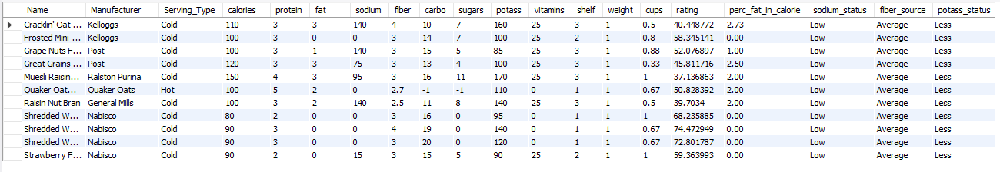 Name Manufacturer Serving_Type calories protein fat sodium fiber carbo sugars potass vitamins shelf weight cups rating perc_fat_in_calorie sodium_status fiber_source potass_status
Cracklin' Oat ... Kelloggs Cold 110 3 3 140 4 10 7 160 25 3 1 0.5 40.448772 2.73 Low Average Less
Frosted Mini-... Kelloggs Cold 100 3 0 0 3 14 7 100 25 2 1 0.8 58.345141 0.00 Low Average Less
Grape Nuts F... Post Cold 100 3 1 140 3 15 5 85 25 3 1 0.88 52.076897 1.00 Low Average Less
Great Grains ... Post Cold 120 3 3 75 3 13 4 100 25 3 1 0.33 45.811716 2.50 Low Average Less
Muesli Raisin... Ralston Purina Cold 150 4 3 95 3 16 11 170 25 3 1 1 37.136863 2.00 Low Average Less
Quaker Oat... Quaker Oats Hot 100 5 2 0 2.7 -1 -1 110 0 1 1 0.67 50.828392 2.00 Low Average Less
Raisin Nut Bran General Mills Cold 100 3 2 140 2.5 11 8 140 25 3 1 0.5 39.7034 2.00 Low Average Less
Shredded W... Nabisco Cold 80 2 0 0 3 16 0 95 0 1 1 1 68.235885 0.00 Low Average Less
Shredded W... Nabisco Cold 90 3 0 0 4 19 0 140 0 1 1 0.67 74.472949 0.00 Low Average Less
Shredded W... Nabisco Cold 90 3 0 0 3 20 0 120 0 1 1 0.67 72.801787 0.00 Low Average Less
Strawberry F... Nabisco Cold 90 2 0 15 3 15 5 90 25 2 1 1 59.363993 0.00 Low Average Less